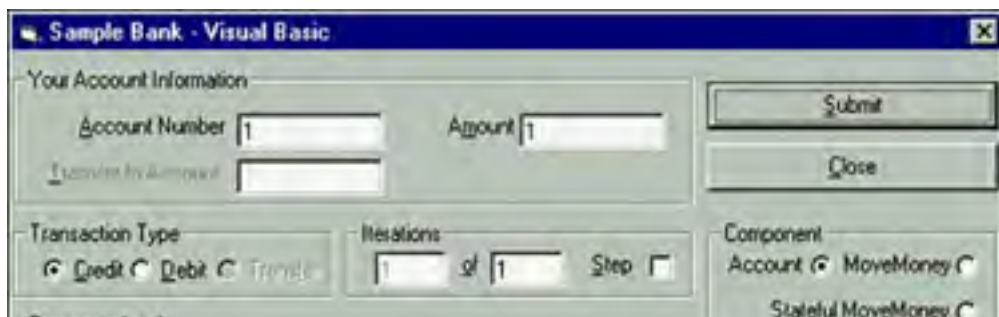 Sample Bank - Visual Basic
Your Account Information
Account Number 1 Amount 1
Submit
Close
Transaction Type
Credit Debit
Iterations
1 of 1 Step
Component
Account MoveMoney
Stateful MoveMoney